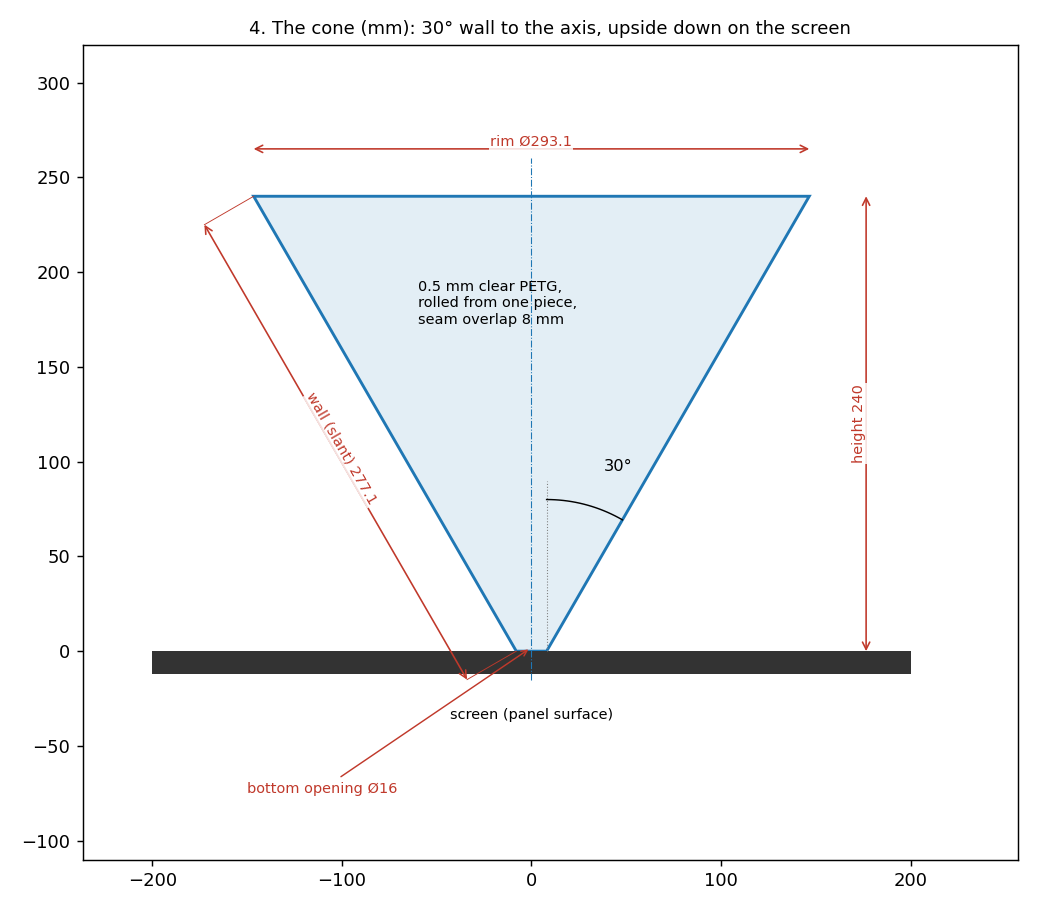 4. The cone (mm): 30° wall to the axis, upside down on the screen
300
250
200
150
100
50
0
−50
−100
rim Ø293.1
0.5 mm clear PETG,
rolled from one piece,
seam overlap 8 mm
wall (slant) 277.1
height 240
30°
screen (panel surface)
bottom opening Ø16
−200
−100
0
100
200